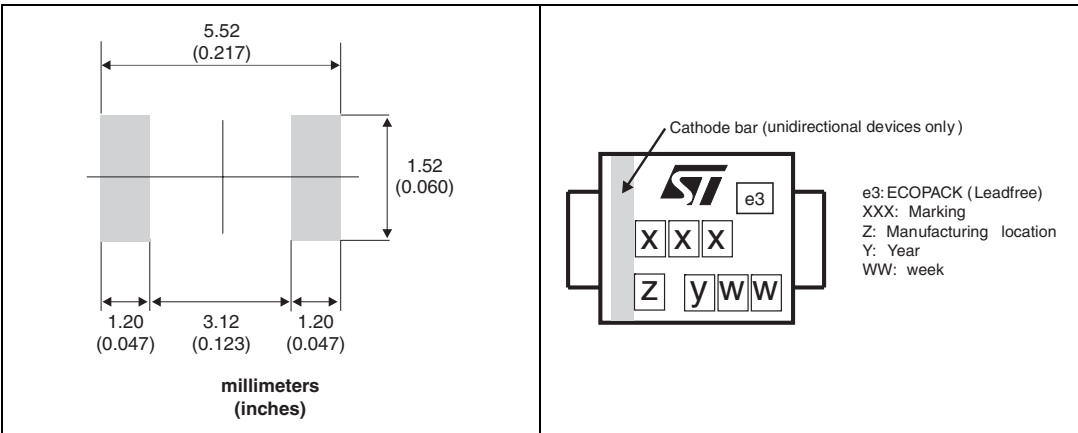 5.52
(0.217)
1.52
(0.060)
1.20
(0.047)
3.12
(0.123)
1.20
(0.047)
millimeters
(inches)
Cathode bar (unidirectional devices only)
ST
e3
x x x
z y w w
e3: ECOPACK (Leadfree)
XXX: Marking
Z: Manufacturing location
Y: Year
WW: week